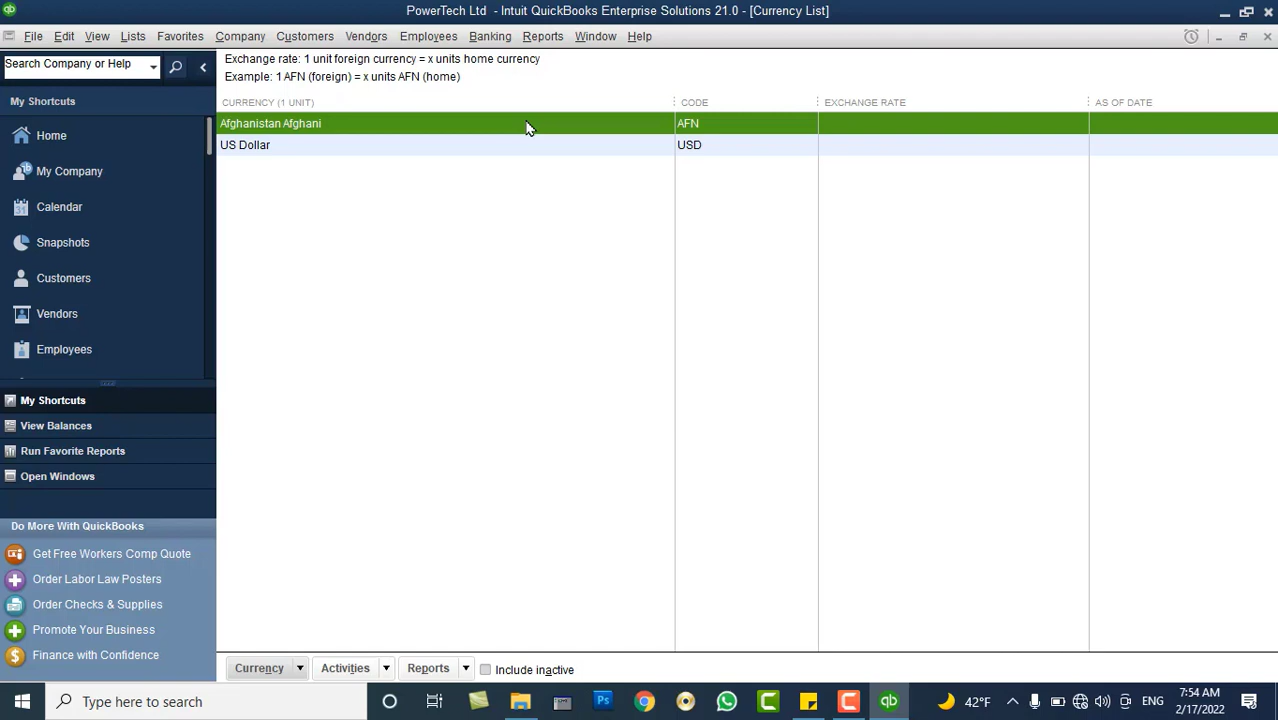 PowerTech Ltd - Intuit QuickBooks Enterprise Solutions 21.0 - [Currency List]
File Edit View Lists Favorites Company Customers Vendors Employees Banking Reports Window Help
Search Company or Help
My Shortcuts
Home
My Company
Calendar
Snapshots
Customers
Vendors
Employees
My Shortcuts
View Balances
Run Favorite Reports
Open Windows
Do More With QuickBooks
Get Free Workers Comp Quote
Order Labor Law Posters
Order Checks & Supplies
Promote Your Business
Finance with Confidence
Exchange rate: 1 unit foreign currency = x units home currency
Example: 1 AFN (foreign) = x units AFN (home)
CURRENCY (1 UNIT) CODE EXCHANGE RATE AS OF DATE
Afghanistan Afghani AFN
US Dollar USD
Currency Activities Reports Include inactive
Type here to search
42°F ENG
7:54 AM
2/17/2022